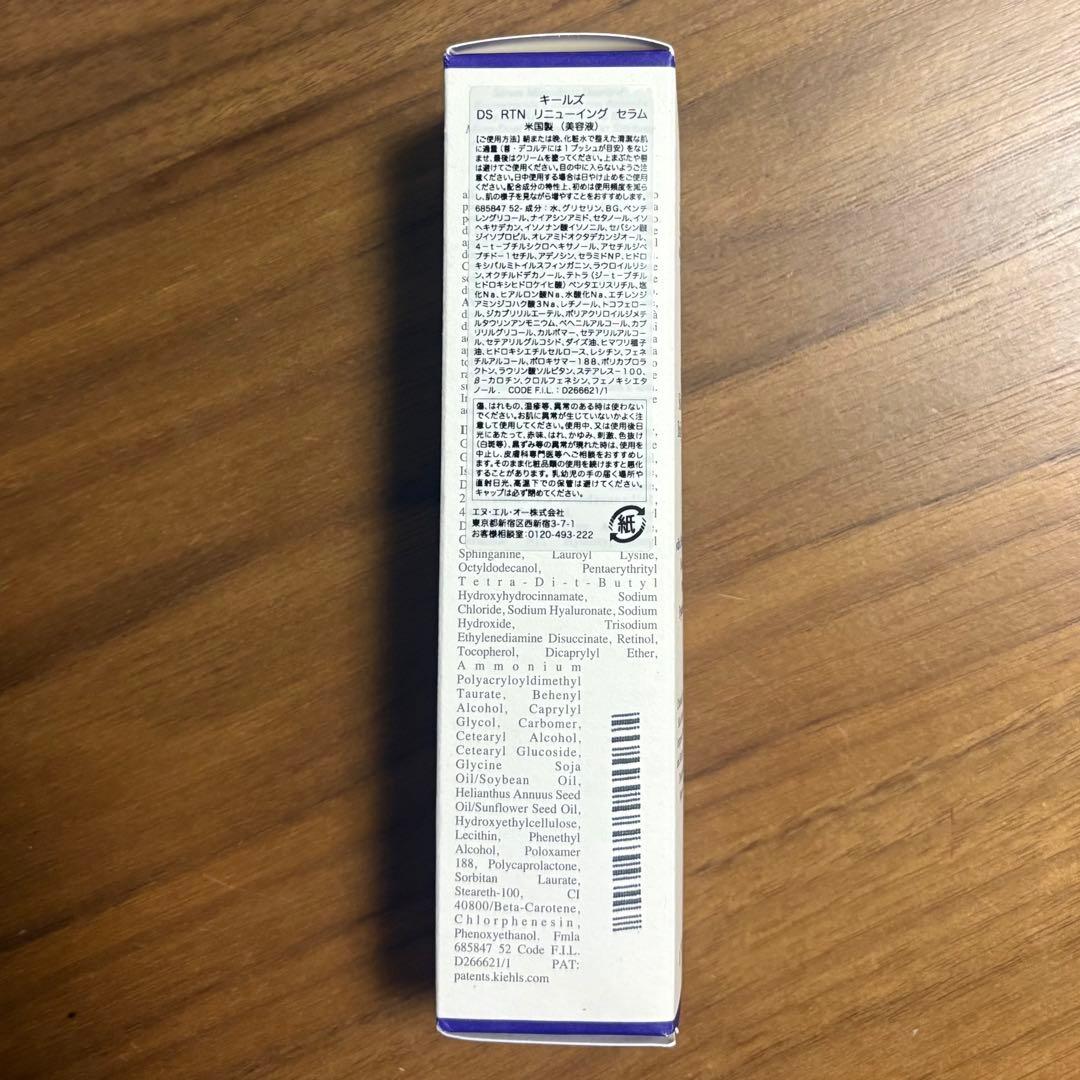 キールズ
DS RTN リニューイング セラム
米国製（美容液）
【ご使用方法】朝または晩、化粧水で整えた清潔な肌
に適量（首・デコルテには1プッシュが目安）をなじ
ませ、最後はクリームを塗ってください。上まぶたや唇
は避けてご使用ください。目の中に入らないようご注
意ください。日中使用する場合は日やけ止めをご使用
ください。配合成分の特性上、初めは使用頻度を減ら
し、肌の様子を見ながら増やすことをおすすめします。
685847 52- 成分：水、グリセリン、BG、ペンチ
レングリコール、ナイアシンアミド、セタノール、イソ
ヘキサデカン、イソノナン酸イソノニル、セバシン酸
ジイソプロピル、オレアミドオクタデカンジオール、
4－t－ブチルシクロヘキサノール、アセチルジペ
プチド－1セチル、アデノシン、セラミドNP、ヒドロ
キシパルミトイルスフィンガニン、ラウロイルリシ
ン、オクチルドデカノール、テトラ（ジ－t－ブチル
ヒドロキシヒドロケイヒ酸）ペンタエリスリチル、塩
化Na、ヒアルロン酸Na、水酸化Na、エチレンジ
アミンジコハク酸3Na、レチノール、トコフェロー
ル、ジカプリリルエーテル、ポリアクリロイルジメチ
ルタウリンアンモニウム、ベヘニルアルコール、カプ
リリルグリコール、カルボマー、セテアリルアルコー
ル、セテアリルグルコシド、ダイズ油、ヒマワリ種子
油、ヒドロキシエチルセルロース、レシチン、フェネ
チルアルコール、ポロキサマー188、ポリカプロラ
クトン、ラウリン酸ソルビタン、ステアレス－100、
β－カロチン、クロルフェネシン、フェノキシエタ
ノール . CODE F.I.L. : D266621/1
傷、はれもの、湿疹等、異常のある時は使わない
でください。お肌に異常が生じていないかよく注
意して使用してください。使用中、又は使用後日
光にあたって、赤味、はれ、かゆみ、刺激、色抜け
（白斑等）、黒ずみ等の異常が現れた時は、使用を
中止し、皮膚科専門医等へご相談をおすすめしま
す。そのまま化粧品類の使用を続けますと悪化
することがあります。乳幼児の手の届く場所や
直射日光、高温下での保管は避けてください。
キャップは必ず閉めてください。
エヌ・エル・オー株式会社
東京都新宿区西新宿3-7-1
お客様相談室:0120-493-222
紙
Sphinganine, Lauroyl Lysine,
Octyldodecanol, Pentaerythrityl
Tetra-Di-t-Butyl
Hydroxyhydrocinnamate, Sodium
Chloride, Sodium Hyaluronate, Sodium
Hydroxide, Trisodium
Ethylenediamine Disuccinate, Retinol,
Tocopherol, Dicaprylyl Ether,
Ammonium
Polyacryloyldimethyl
Taurate, Behenyl
Alcohol, Caprylyl
Glycol, Carbomer,
Cetearyl Alcohol,
Cetearyl Glucoside,
Glycine Soja
Oil/Soybean Oil,
Helianthus Annuus Seed
Oil/Sunflower Seed Oil,
Hydroxyethylcellulose,
Lecithin, Phenethyl
Alcohol, Poloxamer
188, Polycaprolactone,
Sorbitan Laurate,
Steareth-100, CI
40800/Beta-Carotene,
Chlorphenesin,
Phenoxyethanol. Fmla
685847 52 Code F.I.L.
D266621/1 PAT:
patents.kiehls.com